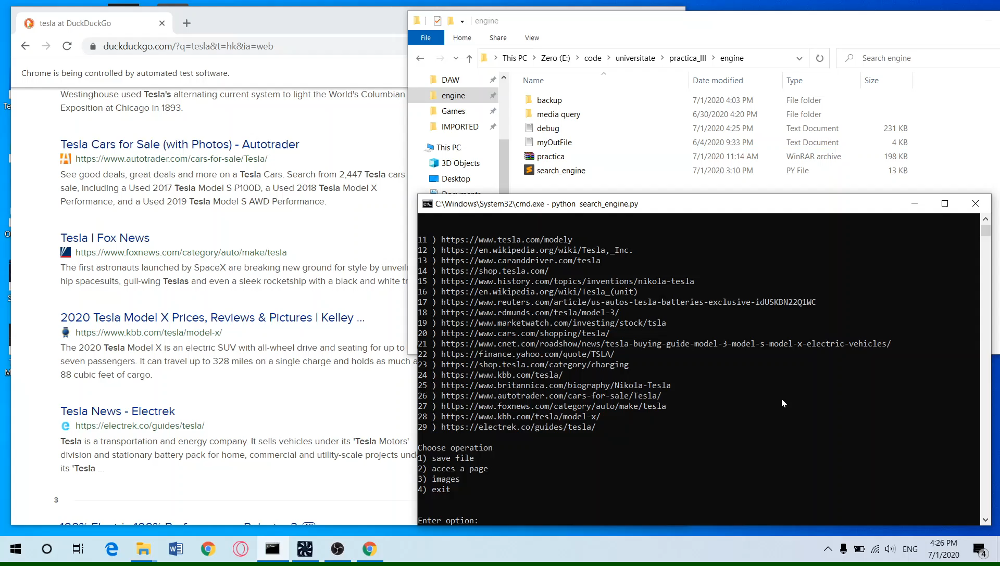 tesla at DuckDuckGo
duckduckgo.com/?q=tesla&t=hk&ia=web
Chrome is being controlled by automated test software.
Westinghouse used Tesla's alternating current system to light the World's Columbian
Exposition at Chicago in 1893.
Tesla Cars for Sale (with Photos) - Autotrader
https://www.autotrader.com/cars-for-sale/Tesla/
See good deals, great deals and more on a Tesla Cars. Search from 2,447 Tesla cars
sale, including a Used 2017 Tesla Model S P100D, a Used 2018 Tesla Model X
Performance, and a Used 2019 Tesla Model S AWD Performance.
Tesla | Fox News
https://www.foxnews.com/category/auto/make/tesla
The first astronauts launched by SpaceX are breaking new ground for style by unveili
hip spacesuits, gull-wing Teslas and even a sleek rocketship with a black and white
2020 Tesla Model X Prices, Reviews & Pictures | Kelley ...
https://www.kbb.com/tesla/model-x/
The 2020 Tesla Model X is an electric SUV with all-wheel drive and seating for up to
seven passengers. It can travel up to 328 miles on a single charge and holds as much a
88 cubic feet of cargo.
Tesla News - Electrek
https://electrek.co/guides/tesla/
Tesla is a transportation and energy company. It sells vehicles under its 'Tesla Motors'
division and stationary battery pack for home, commercial and utility-scale projects und
its 'Tesla ...
3
engine
File Home Share View
This PC > Zero (E:) > code > universitate > practica_III > engine
Search engine
DAW
engine
Games
IMPORTED
This PC
3D Objects
Desktop
Documents
Name Date modified Type Size
backup 7/1/2020 4:03 PM File folder
media query 6/30/2020 4:20 PM File folder
debug 7/1/2020 4:25 PM Text Document 231 KB
myOutFile 6/4/2020 9:33 PM Text Document 4 KB
practica 7/1/2020 11:14 AM WinRAR archive 198 KB
search_engine 7/1/2020 3:10 PM PY File 13 KB
C:\Windows\System32\cmd.exe - python search_engine.py
11 ) https://www.tesla.com/modely
12 ) https://en.wikipedia.org/wiki/Tesla,_Inc.
13 ) https://www.caranddriver.com/tesla
14 ) https://shop.tesla.com/
15 ) https://www.history.com/topics/inventions/nikola-tesla
16 ) https://en.wikipedia.org/wiki/Tesla_(unit)
17 ) https://www.reuters.com/article/us-autos-tesla-batteries-exclusive-idUSKBN22Q1WC
18 ) https://www.edmunds.com/tesla/model-3/
19 ) https://www.marketwatch.com/investing/stock/tsla
20 ) https://www.cars.com/shopping/tesla/
21 ) https://www.cnet.com/roadshow/news/tesla-buying-guide-model-3-model-s-model-x-electric-vehicles/
22 ) https://finance.yahoo.com/quote/TSLA/
23 ) https://shop.tesla.com/category/charging
24 ) https://www.kbb.com/tesla/
25 ) https://www.britannica.com/biography/Nikola-Tesla
26 ) https://www.autotrader.com/cars-for-sale/Tesla/
27 ) https://www.foxnews.com/category/auto/make/tesla
28 ) https://www.kbb.com/tesla/model-x/
29 ) https://electrek.co/guides/tesla/
Choose operation
1) save file
2) acces a page
3) images
4) exit
Enter option:
ENG
4:26 PM
7/1/2020
4